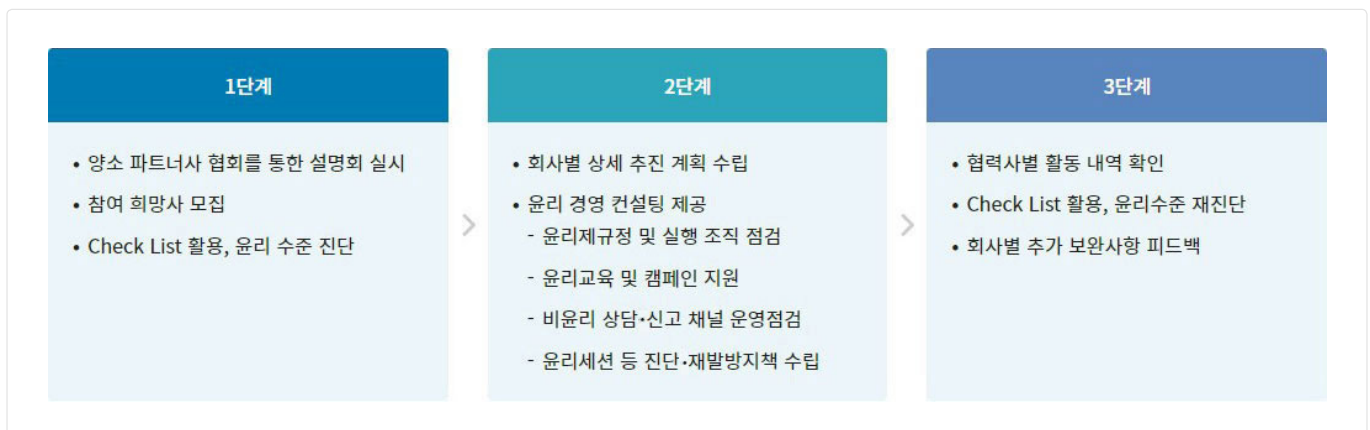 1단계
• 양소 파트너사 협회를 통한 설명회 실시
• 참여 희망사 모집
• Check List 활용, 윤리 수준 진단
2단계
• 회사별 상세 추진 계획 수립
• 윤리 경영 컨설팅 제공
- 윤리제규정 및 실행 조직 점검
- 윤리교육 및 캠페인 지원
- 비윤리 상담•신고 채널 운영점검
- 윤리세션 등 진단•재발방지책 수립
3단계
• 협력사별 활동 내역 확인
• Check List 활용, 윤리수준 재진단
• 회사별 추가 보완사항 피드백